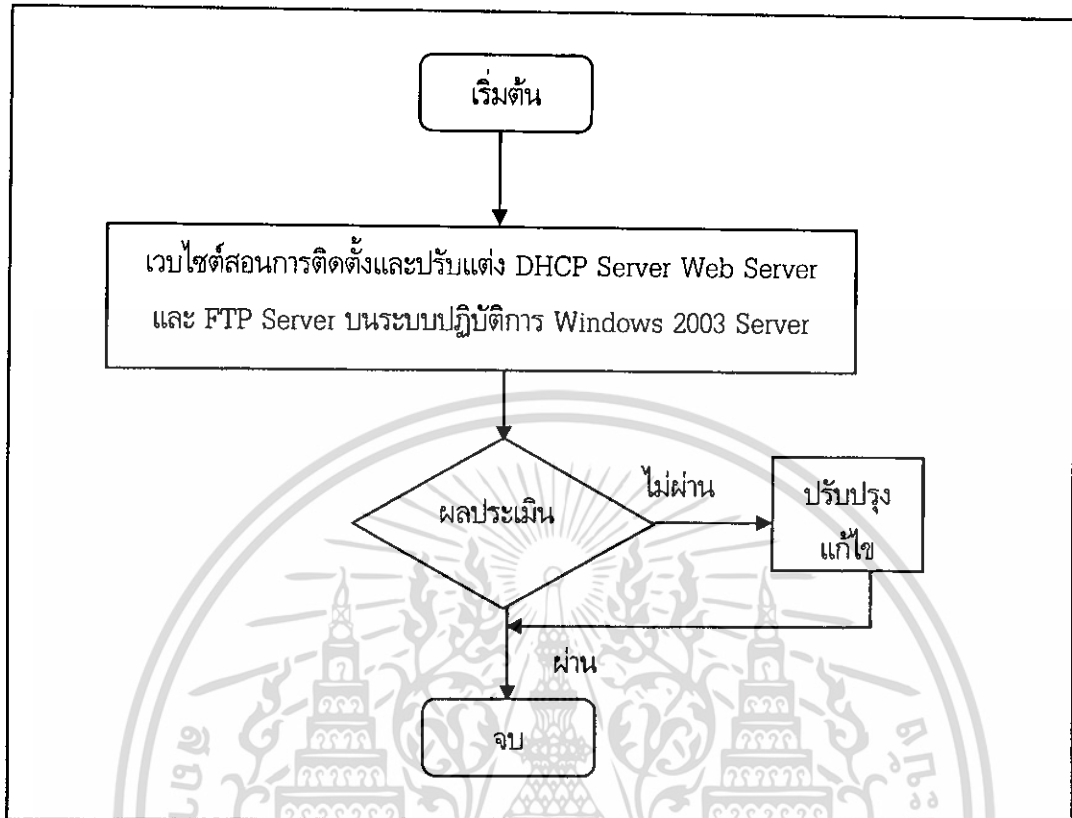 เริ่มต้น
เวบไซต์สอนการติดตั้งและปรับแต่ง DHCP Server Web Server
และ FTP Server บนระบบปฏิบัติการ Windows 2003 Server
ผลประเมิน
ไม่ผ่าน
ปรับปรุง
แก้ไข
ผ่าน
จบ